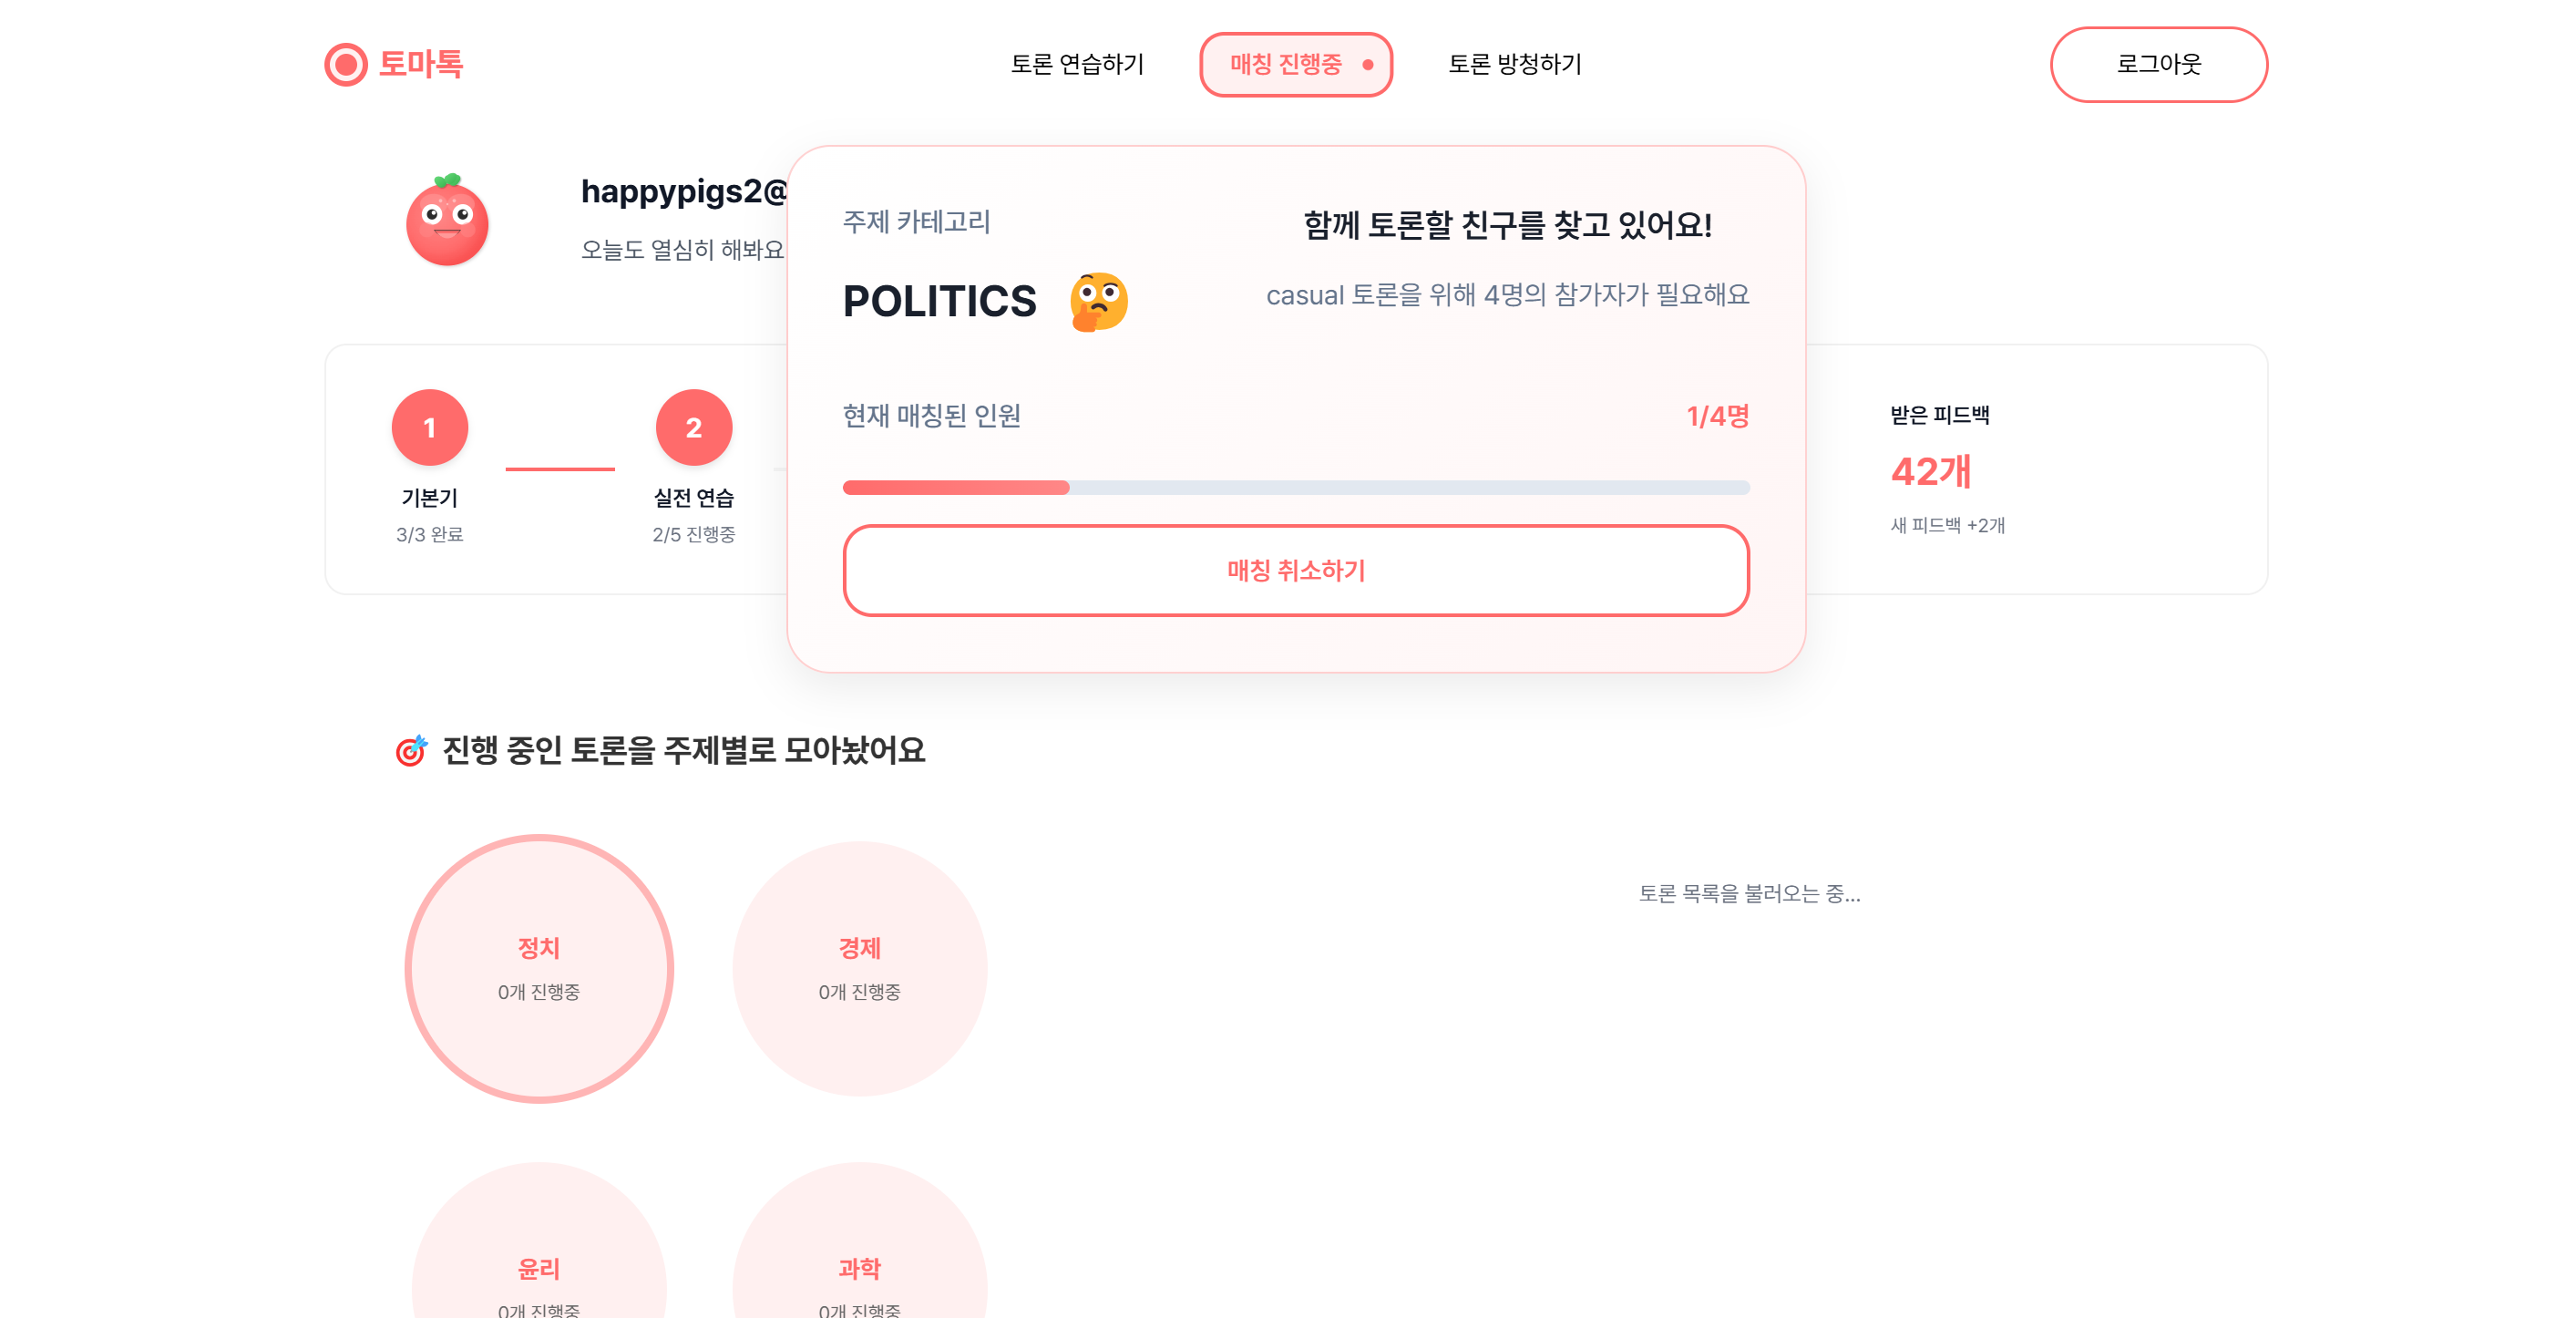 토마톡
토론 연습하기
매칭 진행중
토론 방청하기
로그아웃
happypigs2@
오늘도 열심히 해봐요
주제 카테고리
POLITICS
함께 토론할 친구를 찾고 있어요!
casual 토론을 위해 4명의 참가자가 필요해요
현재 매칭된 인원
1/4명
매칭 취소하기
1
기본기
3/3 완료
2
실전 연습
2/5 진행중
받은 피드백
42개
새 피드백 +2개
진행 중인 토론을 주제별로 모아놨어요
정치
0개 진행중
경제
0개 진행중
토론 목록을 불러오는 중...
윤리
0개 진행중
과학
0개 진행중